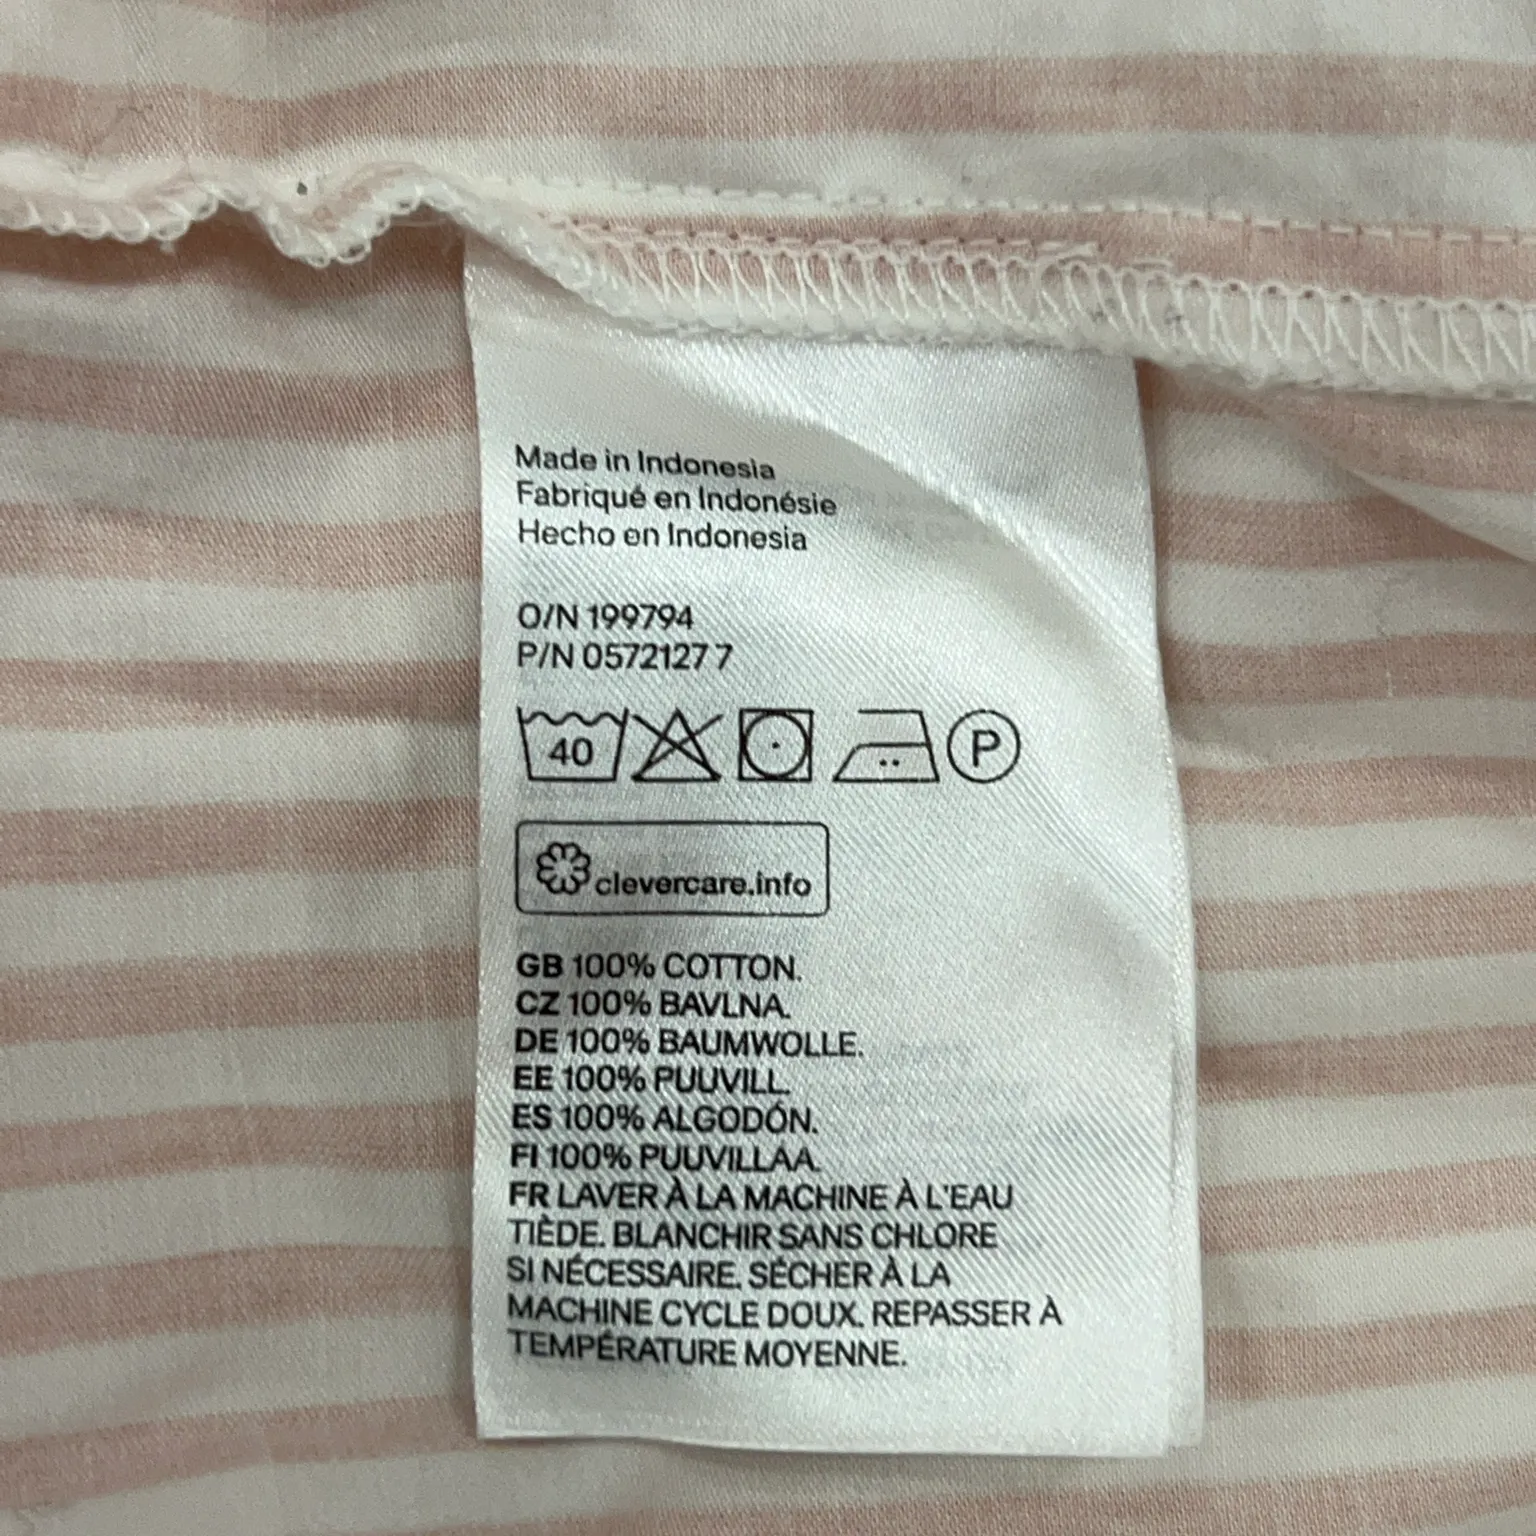 Made in Indonesia
Fabriqué en Indonésie
Hecho en Indonesia
O/N 199794
P/N 0572127 7
40
P
clevercare.info
GB 100% COTTON.
CZ 100% BAVLNA.
DE 100% BAUMWOLLE.
EE 100% PUUVILL.
ES 100% ALGODÓN.
FI 100% PUUVILLAA.
FR LAVER À LA MACHINE À L'EAU
TIÈDE. BLANCHIR SANS CHLORE
SI NÉCESSAIRE. SÉCHER À LA
MACHINE CYCLE DOUX. REPASSER À
TEMPÉRATURE MOYENNE.